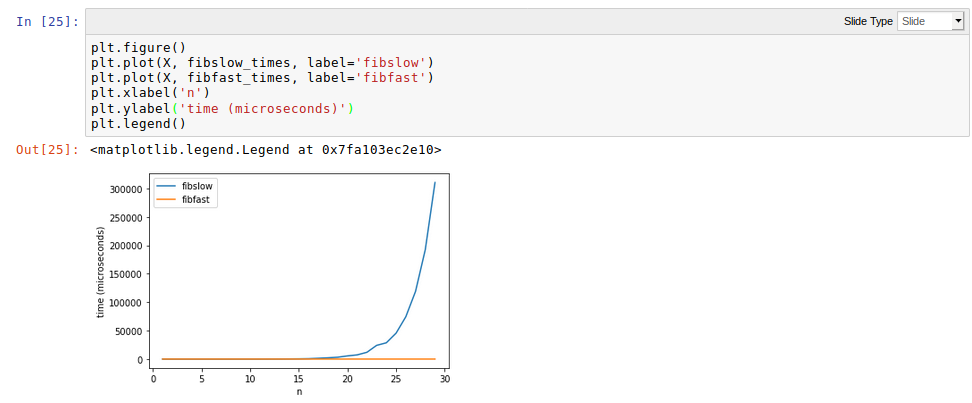 In [25]:
Slide Type Slide
plt.figure()
plt.plot(X, fibslow_times, label='fibslow')
plt.plot(X, fibfast_times, label='fibfast')
plt.xlabel('n')
plt.ylabel('time (microseconds)')
plt.legend()
Out[25]: <matplotlib.legend.Legend at 0x7fa103ec2e10>
fibslow
fibfast
time (microseconds)
300000
250000
200000
150000
100000
50000
0
0 5 10 15 20 25 30
n